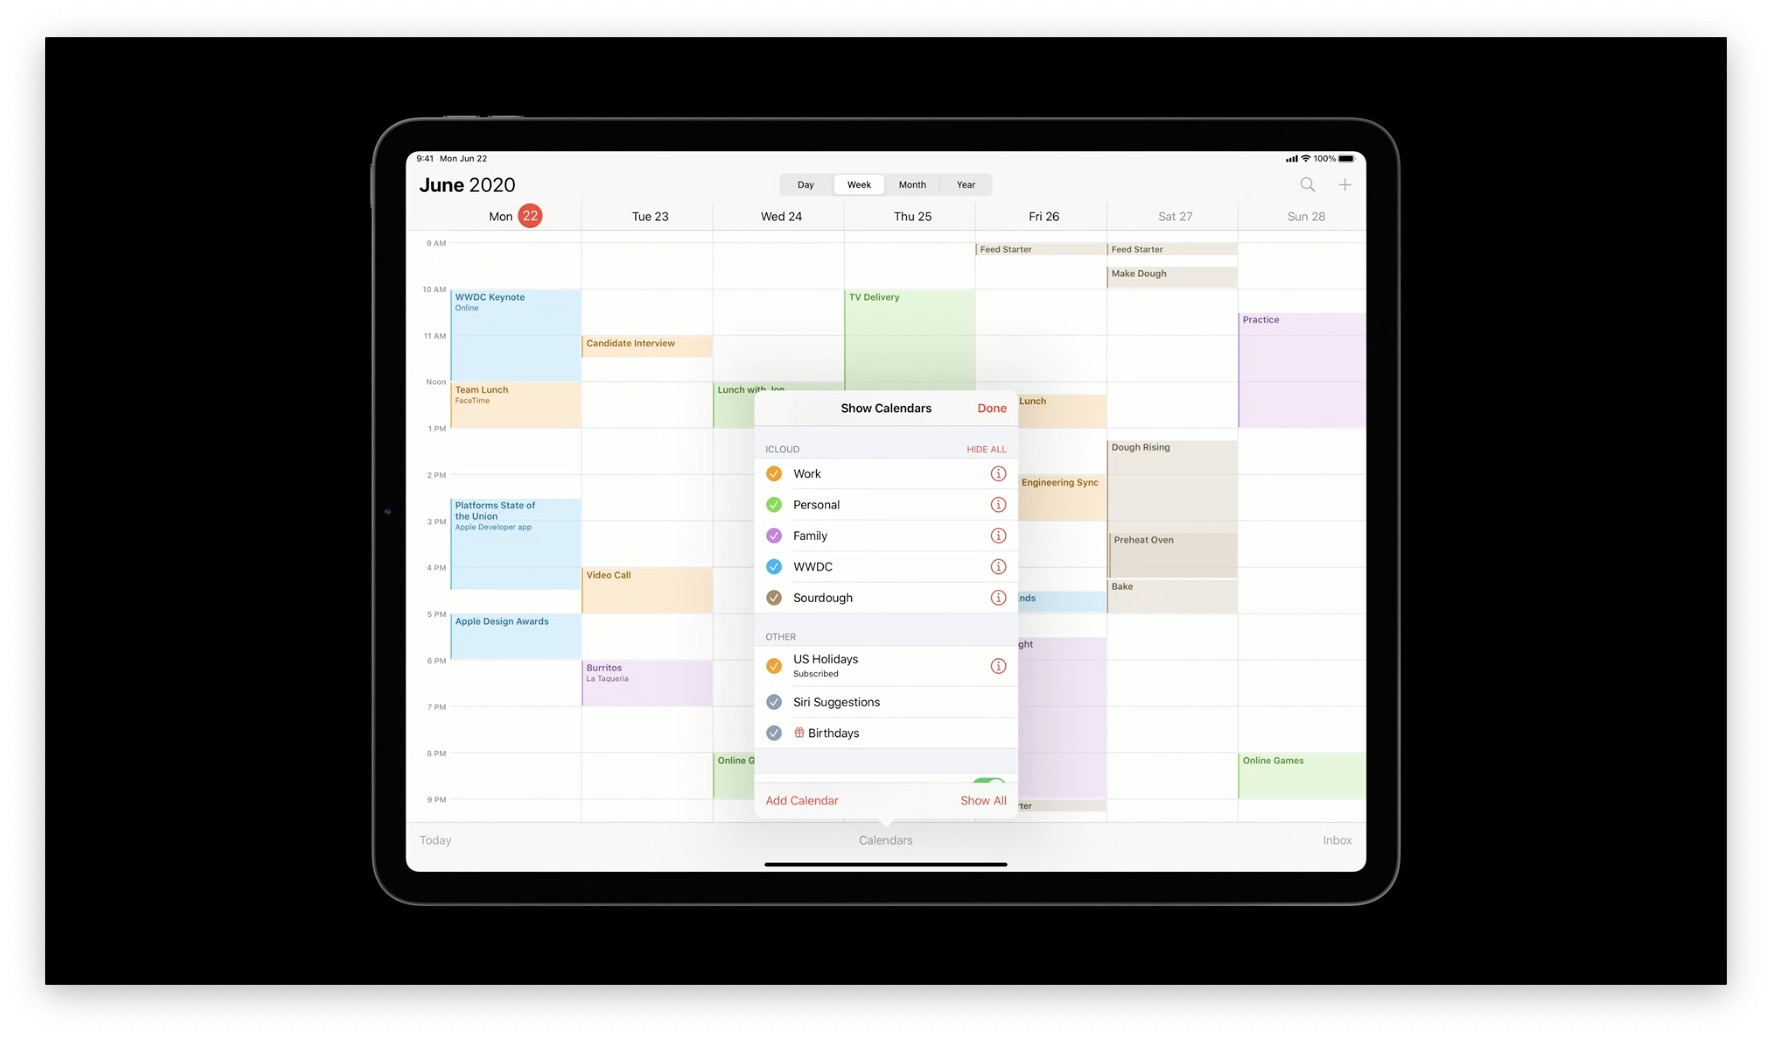 9:41 Mon Jun 22
100%
June 2020
Day
Week
Month
Year
Mon 22
Tue 23
Wed 24
Thu 25
Fri 26
Sat 27
Sun 28
9 AM
Feed Starter
Feed Starter
Make Dough
10 AM
WWDC Keynote
Online
TV Delivery
Practice
11 AM
Candidate Interview
Noon
Team Lunch
FaceTime
Lunch with Jon
Lunch
1 PM
Dough Rising
2 PM
Engineering Sync
Platforms State of
the Union
Apple Developer app
3 PM
Preheat Oven
4 PM
Video Call
Bake
nds
5 PM
Apple Design Awards
ght
6 PM
Burritos
La Taqueria
7 PM
8 PM
Online G
Online Games
9 PM
rter
Show Calendars
Done
ICLOUD
HIDE ALL
Work
Personal
Family
WWDC
Sourdough
OTHER
US Holidays
Subscribed
Siri Suggestions
Birthdays
Add Calendar
Show All
Today
Calendars
Inbox